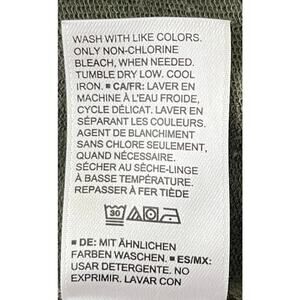 WASH WITH LIKE COLORS.
ONLY NON-CHLORINE
BLEACH, WHEN NEEDED.
TUMBLE DRY LOW. COOL
IRON. ■ CA/FR: LAVER EN
MACHINE À L'EAU FROIDE,
CYCLE DÉLICAT. LAVER EN
SÉPARANT LES COULEURS.
AGENT DE BLANCHIMENT
SANS CHLORE SEULEMENT,
QUAND NÉCESSAIRE.
SÉCHER AU SÈCHE-LINGE
À BASSE TEMPÉRATURE.
REPASSER À FER TIÈDE
30
■ DE: MIT ÄHNLICHEN
FARBEN WASCHEN. ■ ES/MX:
USAR DETERGENTE. NO
EXPRIMIR. LAVAR CON